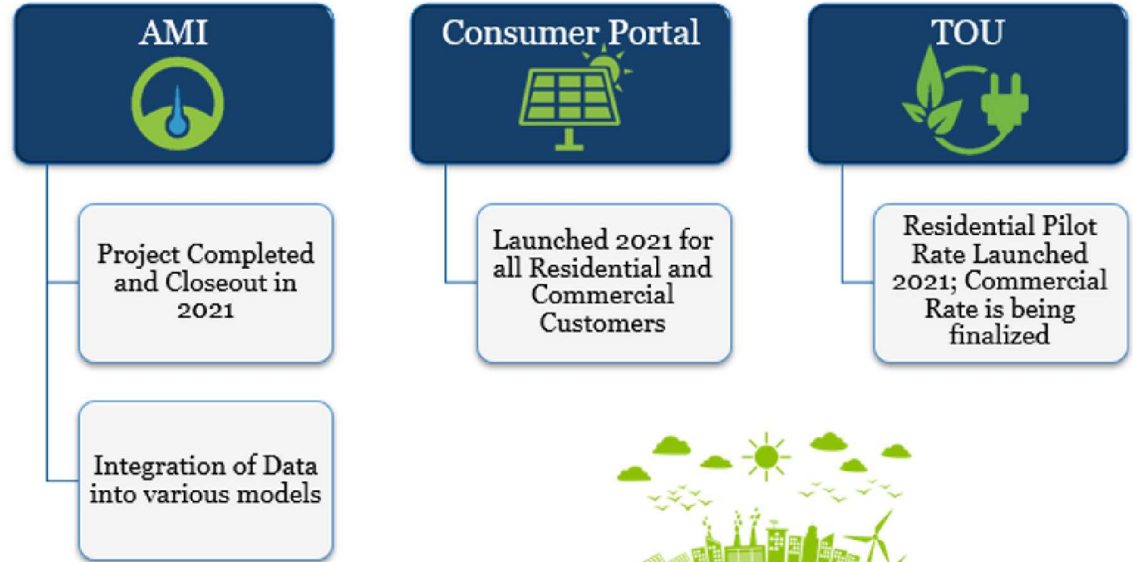 AMI
Project Completed
and Closeout in
2021
Integration of Data
into various models
Consumer Portal
Launched 2021 for
all Residential and
Commercial
Customers
TOU
Residential Pilot
Rate Launched
2021; Commercial
Rate is being
finalized